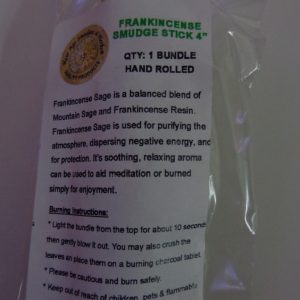 FRANKINCENSE
SMUDGE STICK 4"
QTY: 1 BUNDLE
HAND ROLLED
Frankincense Sage is a balanced blend of
Mountain Sage and Frankincense Resin.
Frankincense Sage is used for purifying the
atmosphere, dispersing negative energy, and
for protection. It's soothing, relaxing aroma
can be used to aid meditation or burned
simply for enjoyment.
Burning Instructions:
* Light the bundle from the top for about 10 seconds
then gently blow it out. You may also crush the
leaves an place them on a burning charcoal tablet.
* Please be cautious and burn safely.
* Keep out of reach of children, pets & flammable